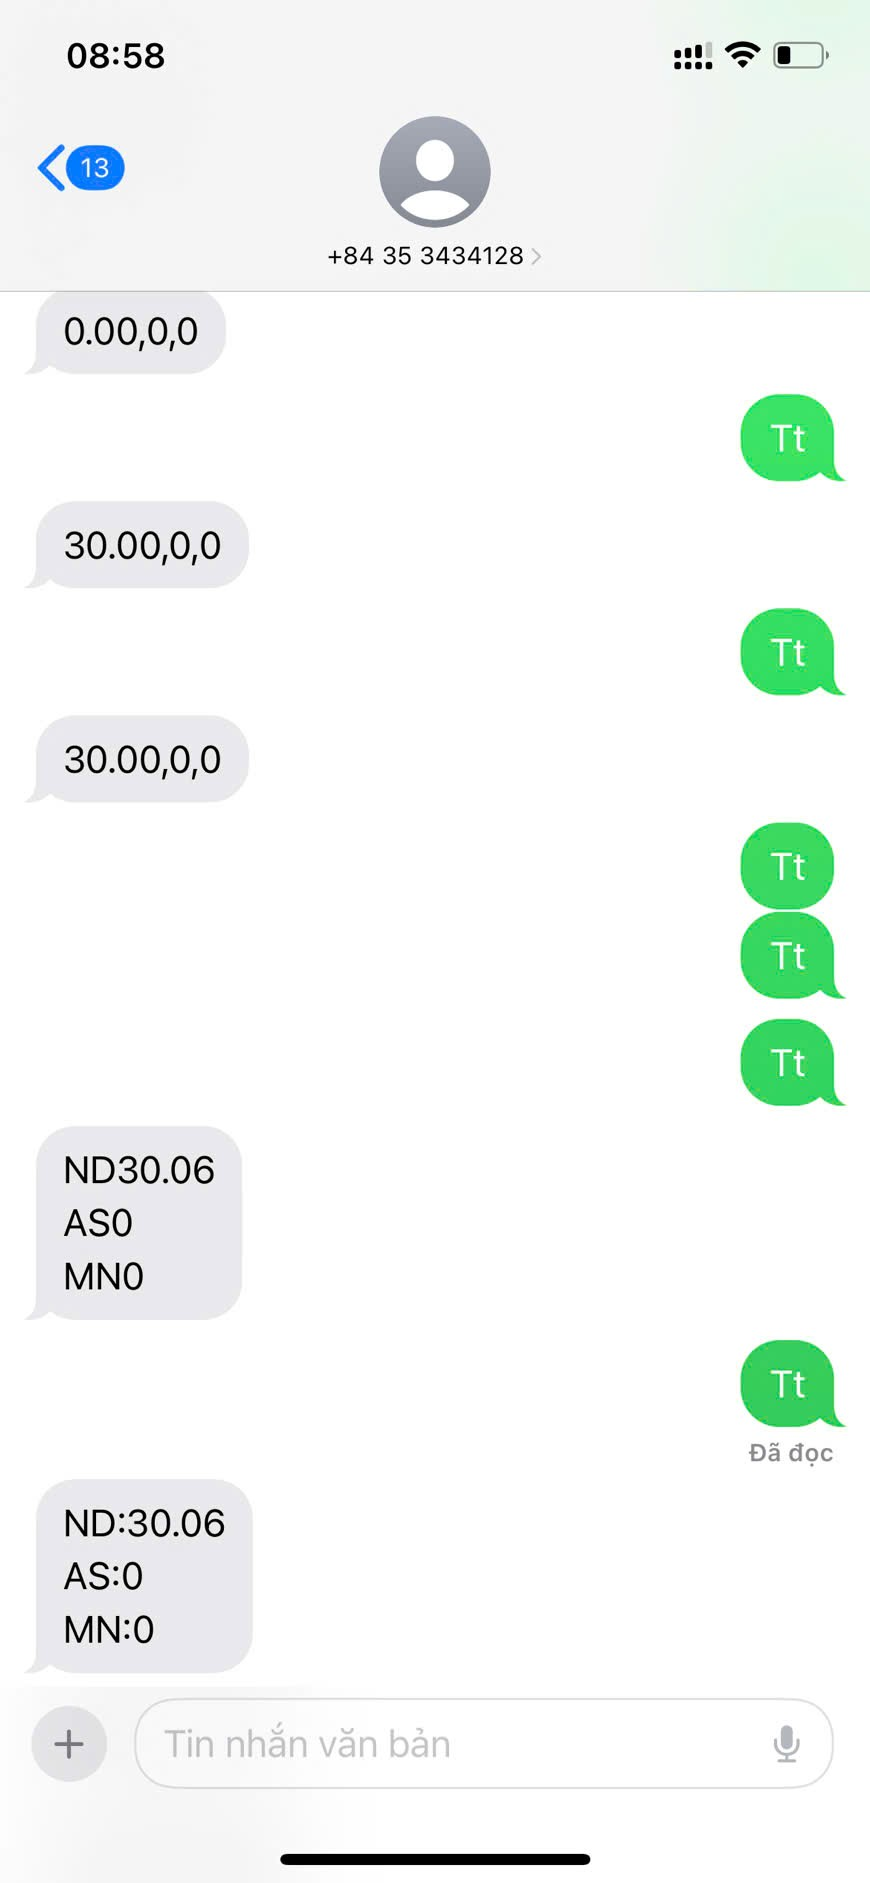 08:58
13
+84 35 3434128
0.00,0,0
Tt
30.00,0,0
Tt
30.00,0,0
Tt
Tt
Tt
ND30.06
AS0
MN0
Tt
Đã đọc
ND:30.06
AS:0
MN:0
Tin nhắn văn bản